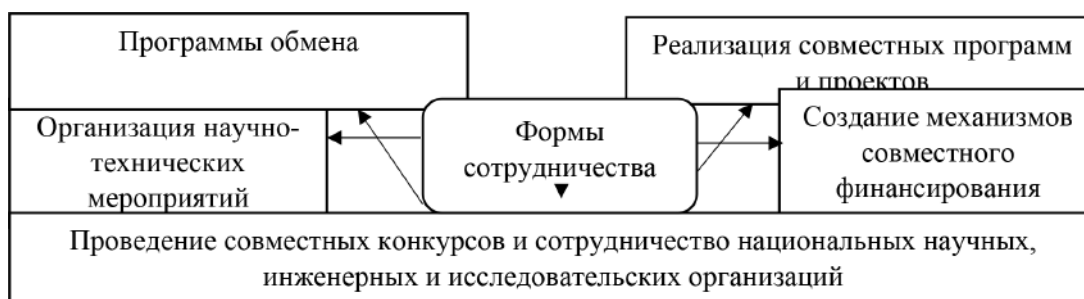 Программы обмена
Реализация совместных программ
и проектов
Организация научно-
технических
мероприятий
Формы
сотрудничества
Создание механизмов
совместного
финансирования
Проведение совместных конкурсов и сотрудничество национальных научных,
инженерных и исследовательских организаций